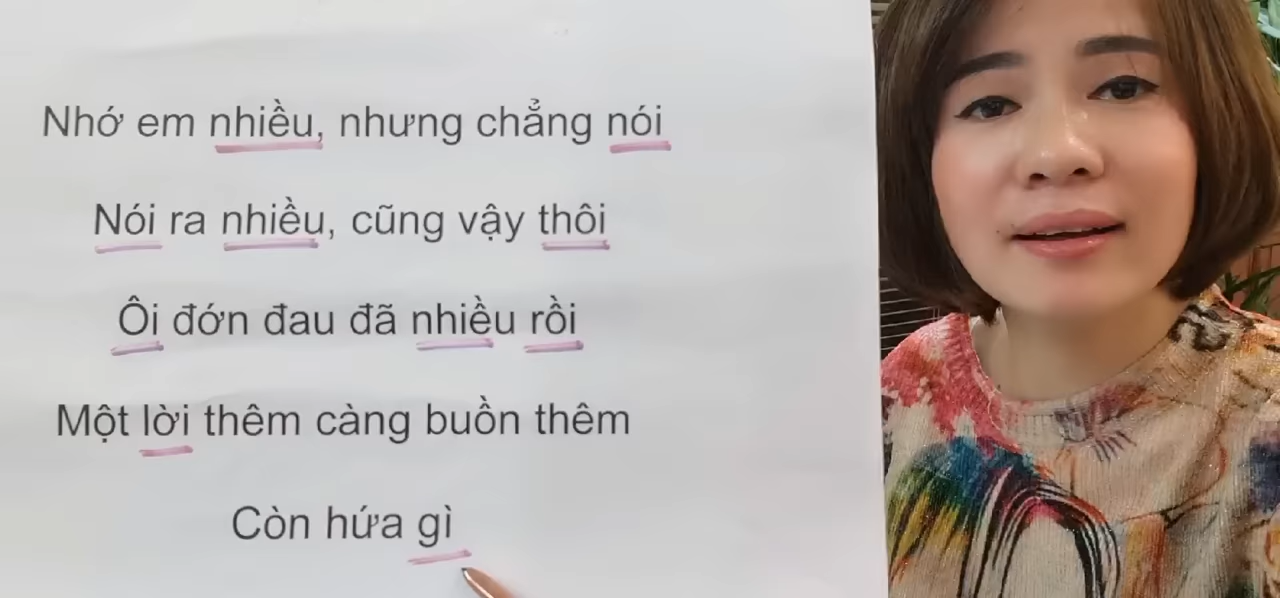 Nhớ em nhiều, nhưng chẳng nói
Nói ra nhiều, cũng vậy thôi
Ôi đớn đau đã nhiều rồi
Một lời thêm càng buồn thêm
Còn hứa gì